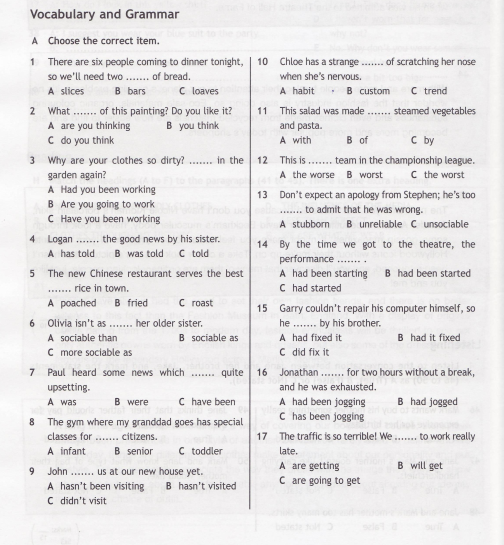 Vocabulary and Grammar
A Choose the correct item.
1 There are six people coming to dinner tonight,
so we'll need two ....... of bread.
A slices B bars C loaves
2 What ....... of this painting? Do you like it?
A are you thinking B you think
C do you think
3 Why are your clothes so dirty? ....... in the
garden again?
A Had you been working
B Are you going to work
C Have you been working
4 Logan ....... the good news by his sister.
A has told B was told C told
5 The new Chinese restaurant serves the best
....... rice in town.
A poached B fried C roast
6 Olivia isn't as ....... her older sister.
A sociable than B sociable as
C more sociable as
7 Paul heard some news which ....... quite
upsetting.
A was B were C have been
8 The gym where my granddad goes has special
classes for ....... citizens.
A infant B senior C toddler
9 John ....... us at our new house yet.
A hasn't been visiting B hasn't visited
C didn't visit
10 Chloe has a strange ....... of scratching her nose
when she's nervous.
A habit B custom C trend
11 This salad was made ....... steamed vegetables
and pasta.
A with B of C by
12 This is ....... team in the championship league.
A the worse B worst C the worst
13 Don't expect an apology from Stephen; he's too
....... to admit that he was wrong.
A stubborn B unreliable C unsociable
14 By the time we got to the theatre, the
performance ....... .
A had been starting B had been started
C had started
15 Garry couldn't repair his computer himself, so
he ....... by his brother.
A had fixed it B had it fixed
C did fix it
16 Jonathan ....... for two hours without a break,
and he was exhausted.
A had been jogging B had jogged
C has been jogging
17 The traffic is so terrible! We ....... to work really
late.
A are getting B will get
C are going to get